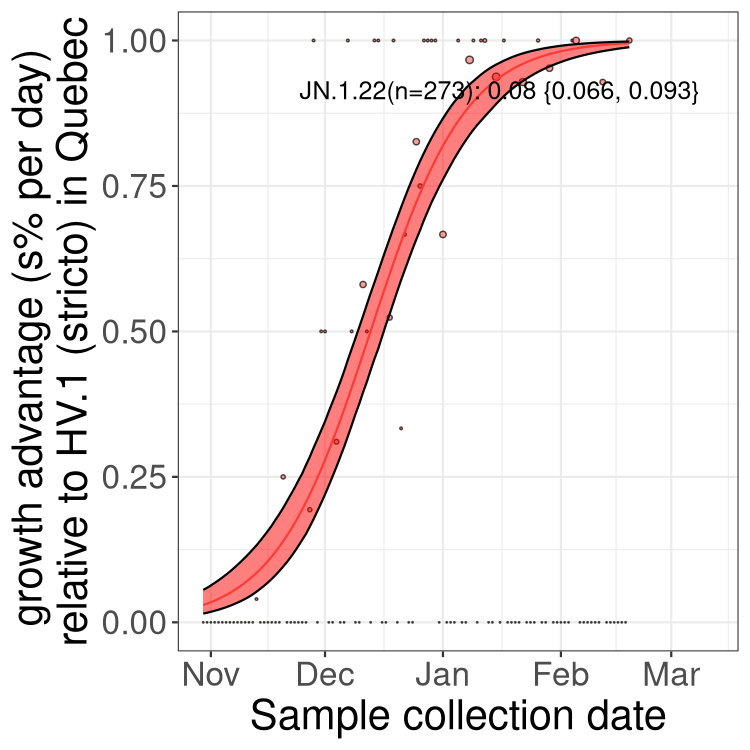 growth advantage (s% per day)
relative to HV.1 (stricto) in Quebec
1.00
0.75
0.50
0.25
0.00
JN.1.22(n=273): 0.08 {0.066, 0.093}
Nov Dec Jan Feb Mar
Sample collection date